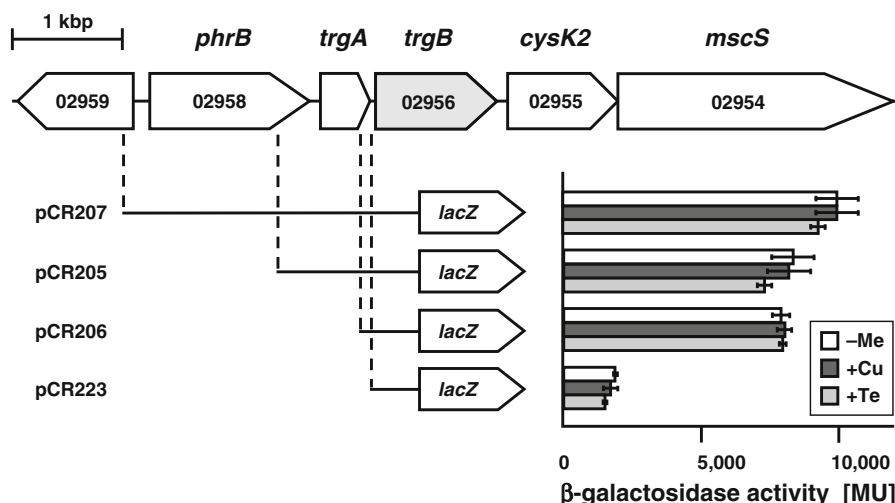 1 kbp
phrB trgA trgB cysK2 mscS
02959 02958 02956 02955 02954
pCR207 lacZ
pCR205 lacZ
pCR206 lacZ
pCR223 lacZ
–Me
+Cu
+Te
0 5,000 10,000
β-galactosidase activity [MU]